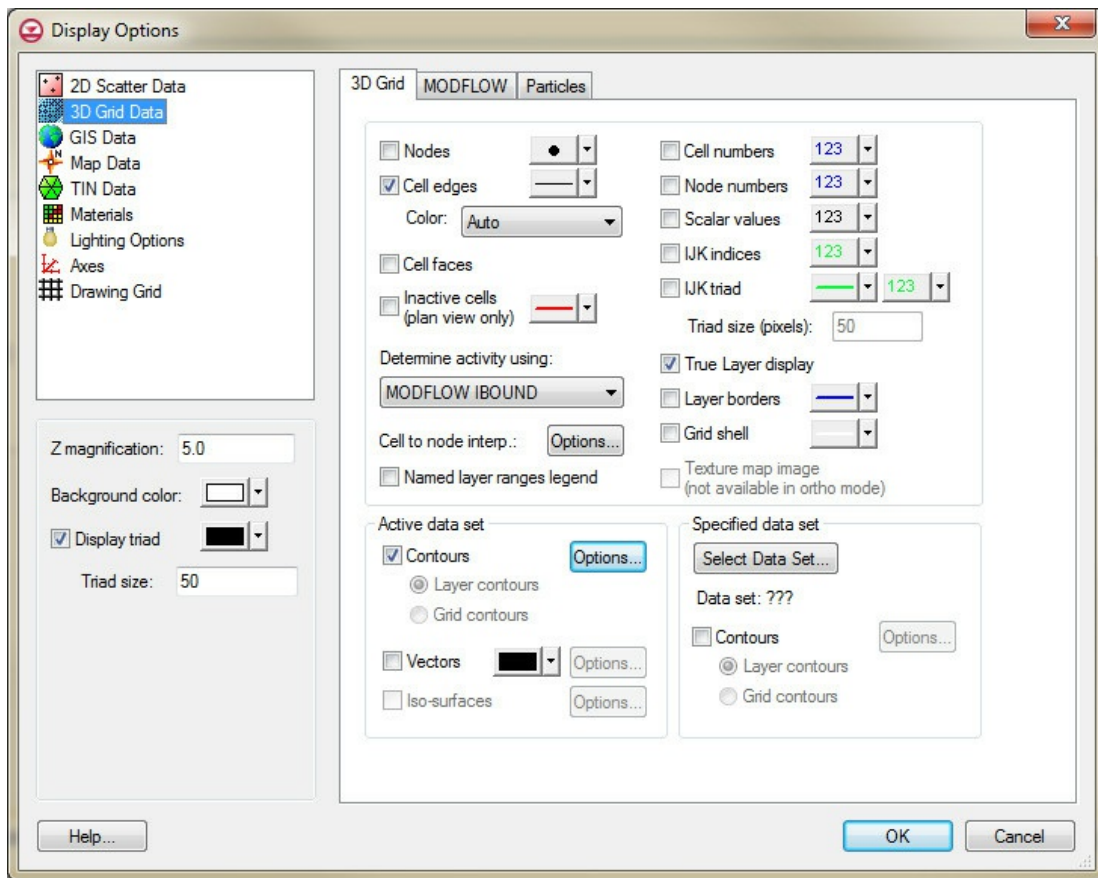 Display Options
2D Scatter Data
3D Grid Data
GIS Data
Map Data
TIN Data
Materials
Lighting Options
Axes
Drawing Grid
Z magnification: 5.0
Background color:
Display triad
Triad size: 50
3D Grid MODFLOW Particles
Nodes
Cell edges
Color: Auto
Cell faces
Inactive cells
(plan view only)
Determine activity using:
MODFLOW IBOUND
Cell to node interp.: Options...
Named layer ranges legend
Cell numbers 123
Node numbers 123
Scalar values 123
IJK indices 123
IJK triad 123
Triad size (pixels): 50
True Layer display
Layer borders
Grid shell
Texture map image
(not available in ortho mode)
Active data set
Contours Options...
Layer contours
Grid contours
Vectors Options...
Iso-surfaces Options...
Specified data set
Select Data Set...
Data set: ???
Contours Options...
Layer contours
Grid contours
Help... OK Cancel